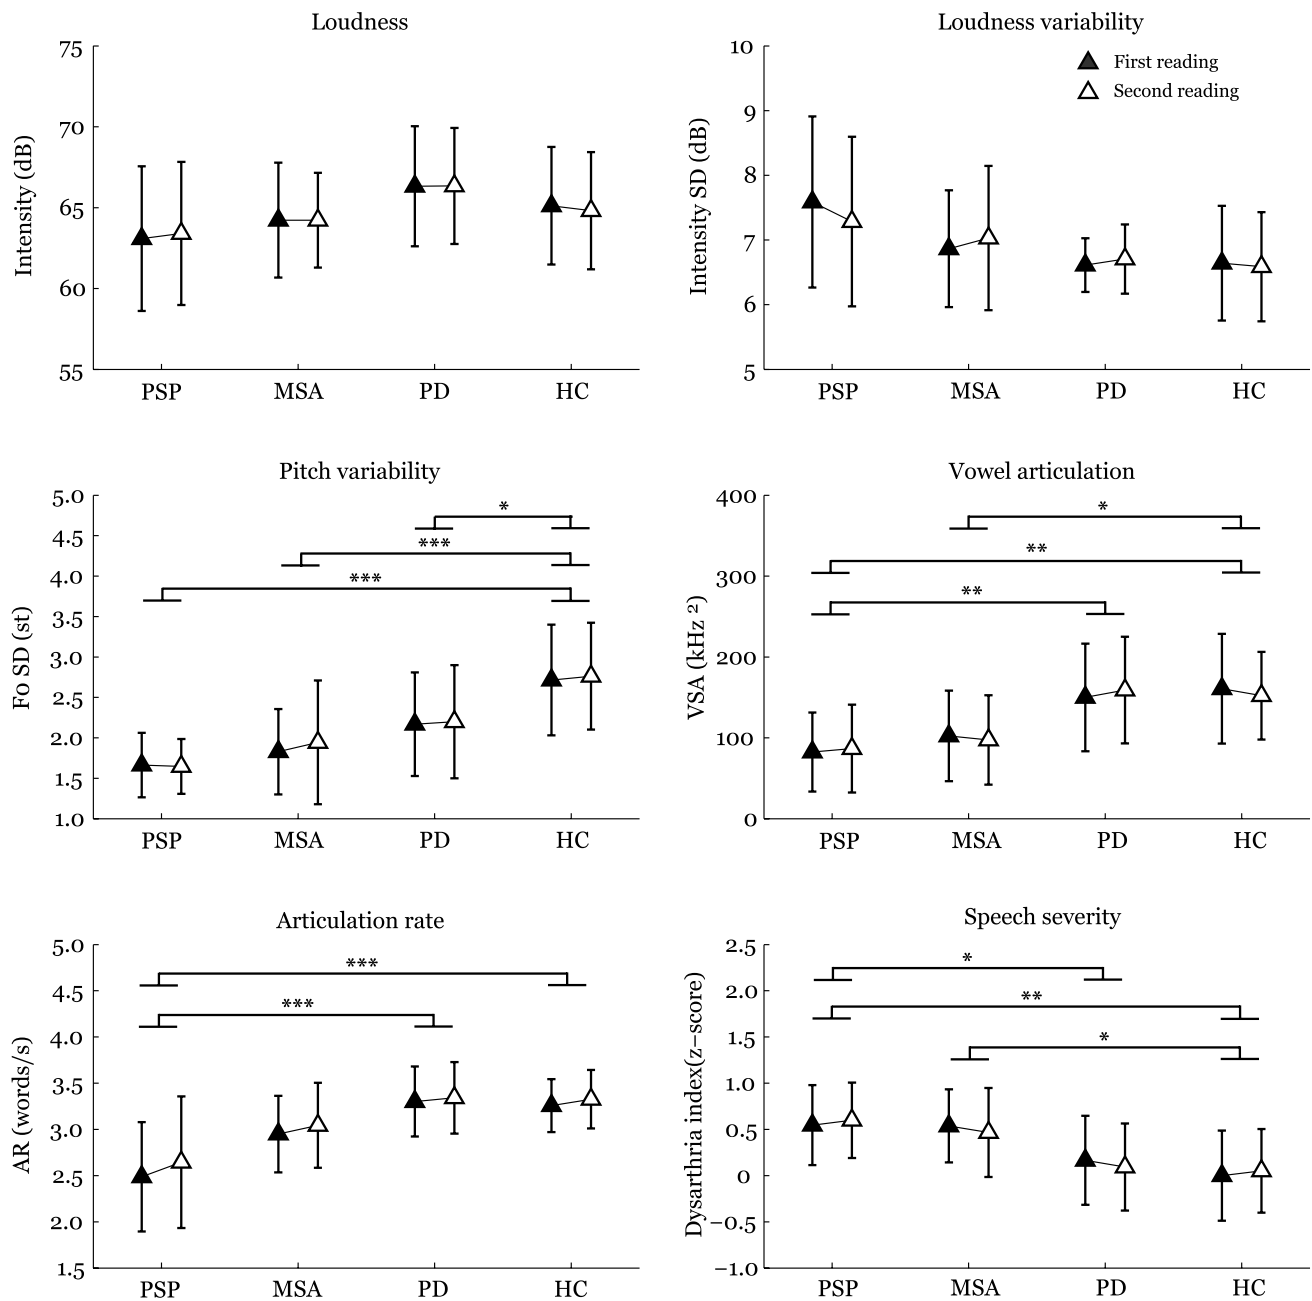 Loudness
75
70
65
60
55
Intensity (dB)
PSP MSA PD HC
Loudness variability
First reading
Second reading
10
9
8
7
6
5
Intensity SD (dB)
PSP MSA PD HC
Pitch variability
5.0
4.5
4.0
3.5
3.0
2.5
2.0
1.5
1.0
F0 SD (st)
*
***
***
PSP MSA PD HC
Vowel articulation
400
300
200
100
0
VSA (kHz ²)
*
**
**
PSP MSA PD HC
Articulation rate
5.0
4.5
4.0
3.5
3.0
2.5
2.0
1.5
AR (words/s)
***
***
PSP MSA PD HC
Speech severity
2.5
2.0
1.5
1.0
0.5
0
−0.5
−1.0
Dysarthria index(z−score)
*
**
*
PSP MSA PD HC